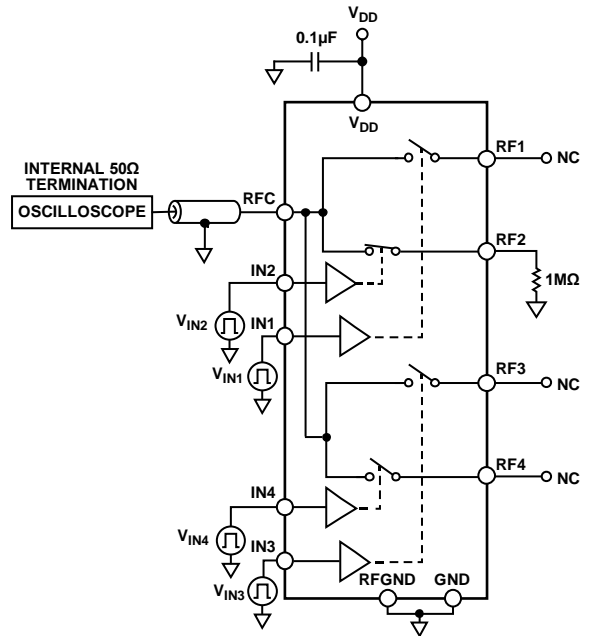 VDD
0.1µF
VDD
RF1
NC
INTERNAL 50Ω
TERMINATION
OSCILLOSCOPE
RFC
RF2
1MΩ
IN2
VIN2
IN1
VIN1
RF3
NC
RF4
NC
IN4
VIN4
IN3
VIN3
RFGND
GND